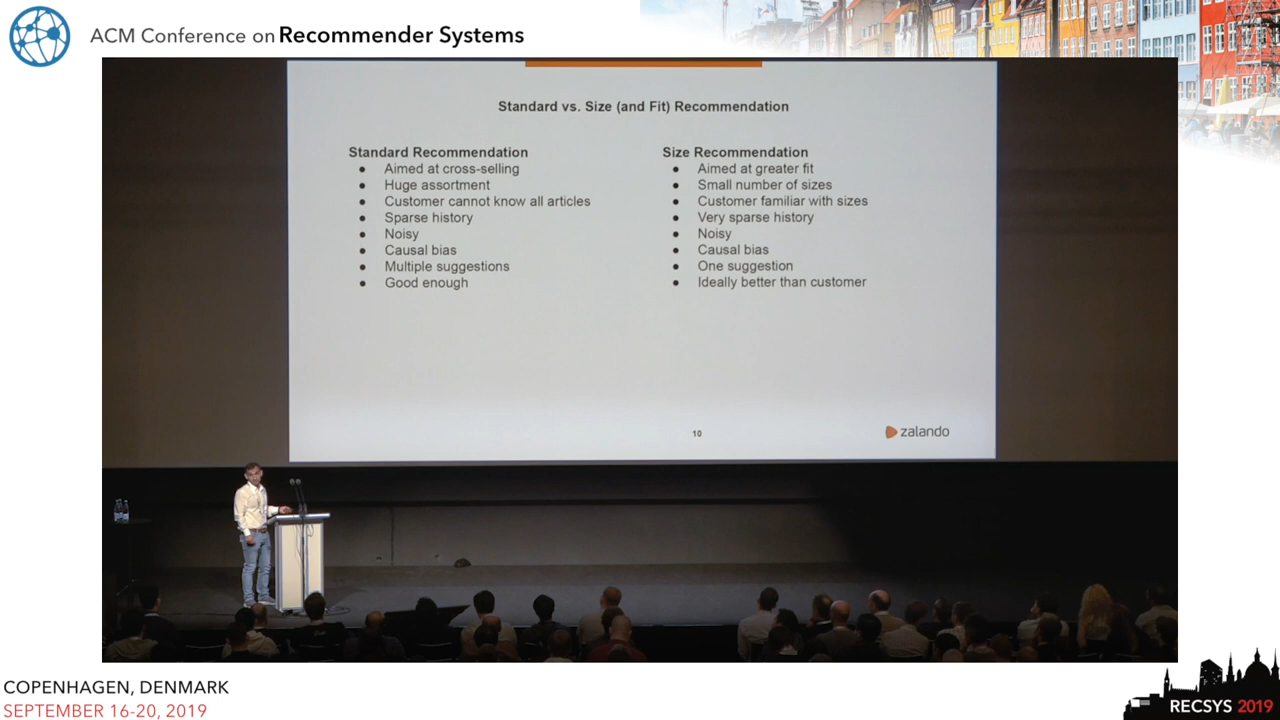 ACM Conference on Recommender Systems
Standard vs. Size (and Fit) Recommendation
Standard Recommendation
● Aimed at cross-selling
● Huge assortment
● Customer cannot know all articles
● Sparse history
● Noisy
● Causal bias
● Multiple suggestions
● Good enough
Size Recommendation
● Aimed at greater fit
● Small number of sizes
● Customer familiar with sizes
● Very sparse history
● Noisy
● Causal bias
● One suggestion
● Ideally better than customer
10
zalando
COPENHAGEN, DENMARK
SEPTEMBER 16-20, 2019
RECSYS 2019